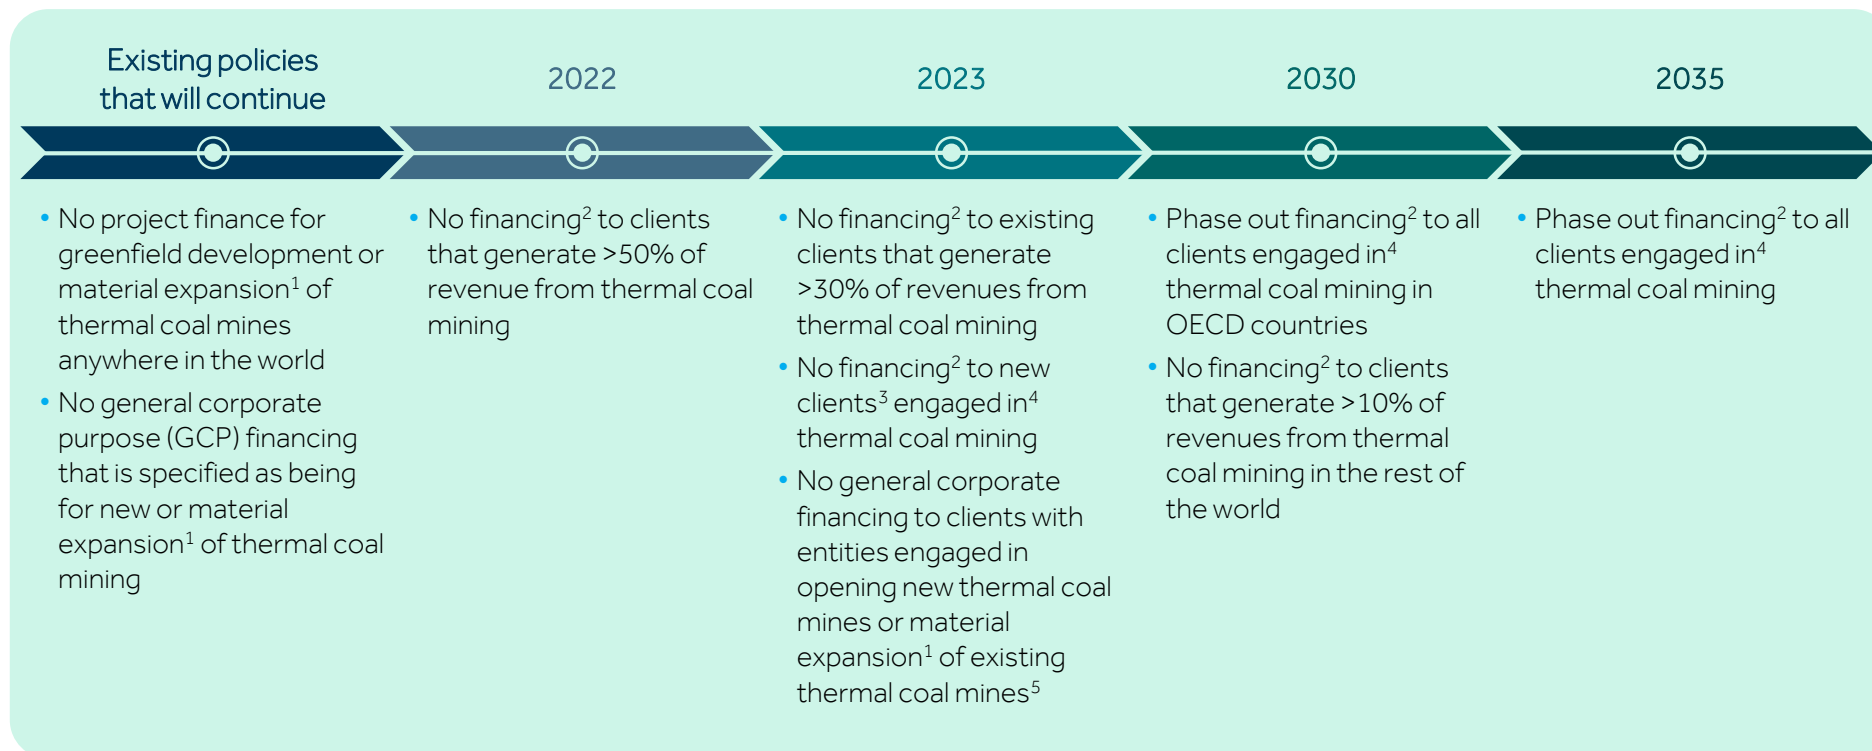 Existing policies
that will continue
2022
2023
2030
2035
• No project finance for
greenfield development or
material expansion¹ of
thermal coal mines
anywhere in the world
• No general corporate
purpose (GCP) financing
that is specified as being
for new or material
expansion¹ of thermal coal
mining
• No financing² to clients
that generate >50% of
revenue from thermal coal
mining
• No financing² to existing
clients that generate
>30% of revenues from
thermal coal mining
• No financing² to new
clients³ engaged in⁴
thermal coal mining
• No general corporate
financing to clients with
entities engaged in
opening new thermal coal
mines or material
expansion¹ of existing
thermal coal mines⁵
• Phase out financing² to all
clients engaged in⁴
thermal coal mining in
OECD countries
• No financing² to clients
that generate >10% of
revenues from thermal
coal mining in the rest of
the world
• Phase out financing² to all
clients engaged in⁴
thermal coal mining